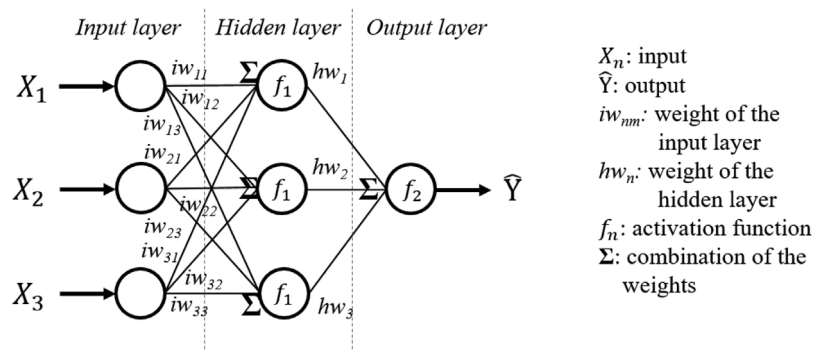 Input layer Hidden layer Output layer
X₁ iw₁₁ Σ f₁ hw₁
iw₁₂
iw₁₃
iw₂₁
X₂ iw₂₂ Σ f₁ hw₂ Σ f₂ Ŷ
iw₂₃
iw₃₁
iw₃₂
X₃ iw₃₃ Σ f₁ hw₃
Xₙ: input
Ŷ: output
iwₙₘ: weight of the
input layer
hwₙ: weight of the
hidden layer
fₙ: activation function
Σ: combination of the
weights